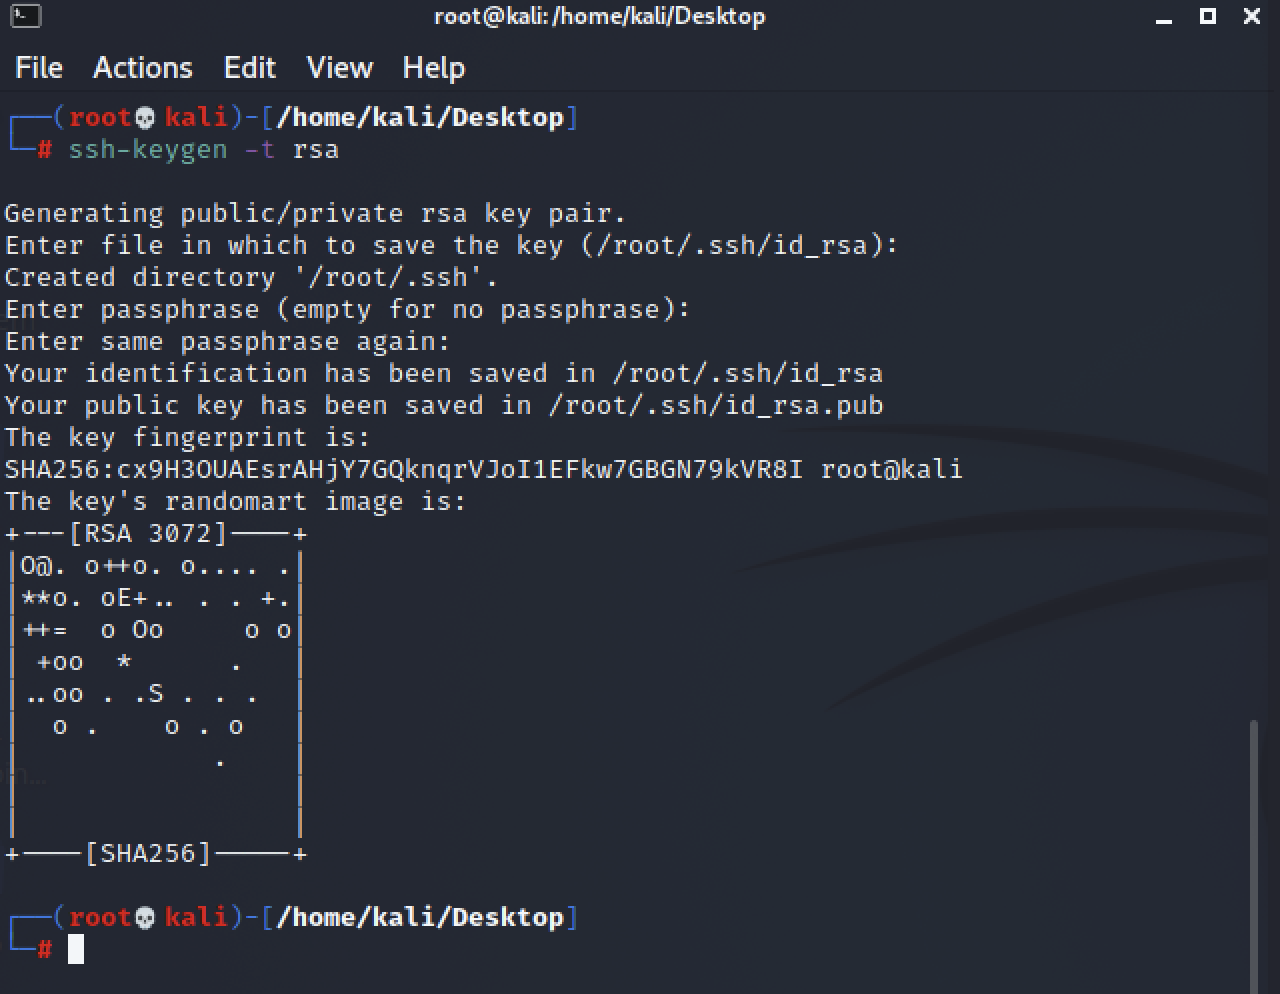 root@kali: /home/kali/Desktop
File Actions Edit View Help
┌──(root💀kali)-[/home/kali/Desktop]
└─# ssh-keygen -t rsa
Generating public/private rsa key pair.
Enter file in which to save the key (/root/.ssh/id_rsa):
Created directory '/root/.ssh'.
Enter passphrase (empty for no passphrase):
Enter same passphrase again:
Your identification has been saved in /root/.ssh/id_rsa
Your public key has been saved in /root/.ssh/id_rsa.pub
The key fingerprint is:
SHA256:cx9H3OUAEsrAHjY7GQknqrVJoI1EFkw7GBGN79kVR8I root@kali
The key's randomart image is:
+---[RSA 3072]----+
|O@. o++o. o.... .|
|**o. oE+.. . . +.|
|++=  o Oo     o o|
| +oo  *      .   |
|..oo . .S . . .  |
|  o .    o . o   |
|            .    |
|                 |
|                 |
+----[SHA256]-----+
┌──(root💀kali)-[/home/kali/Desktop]
└─#